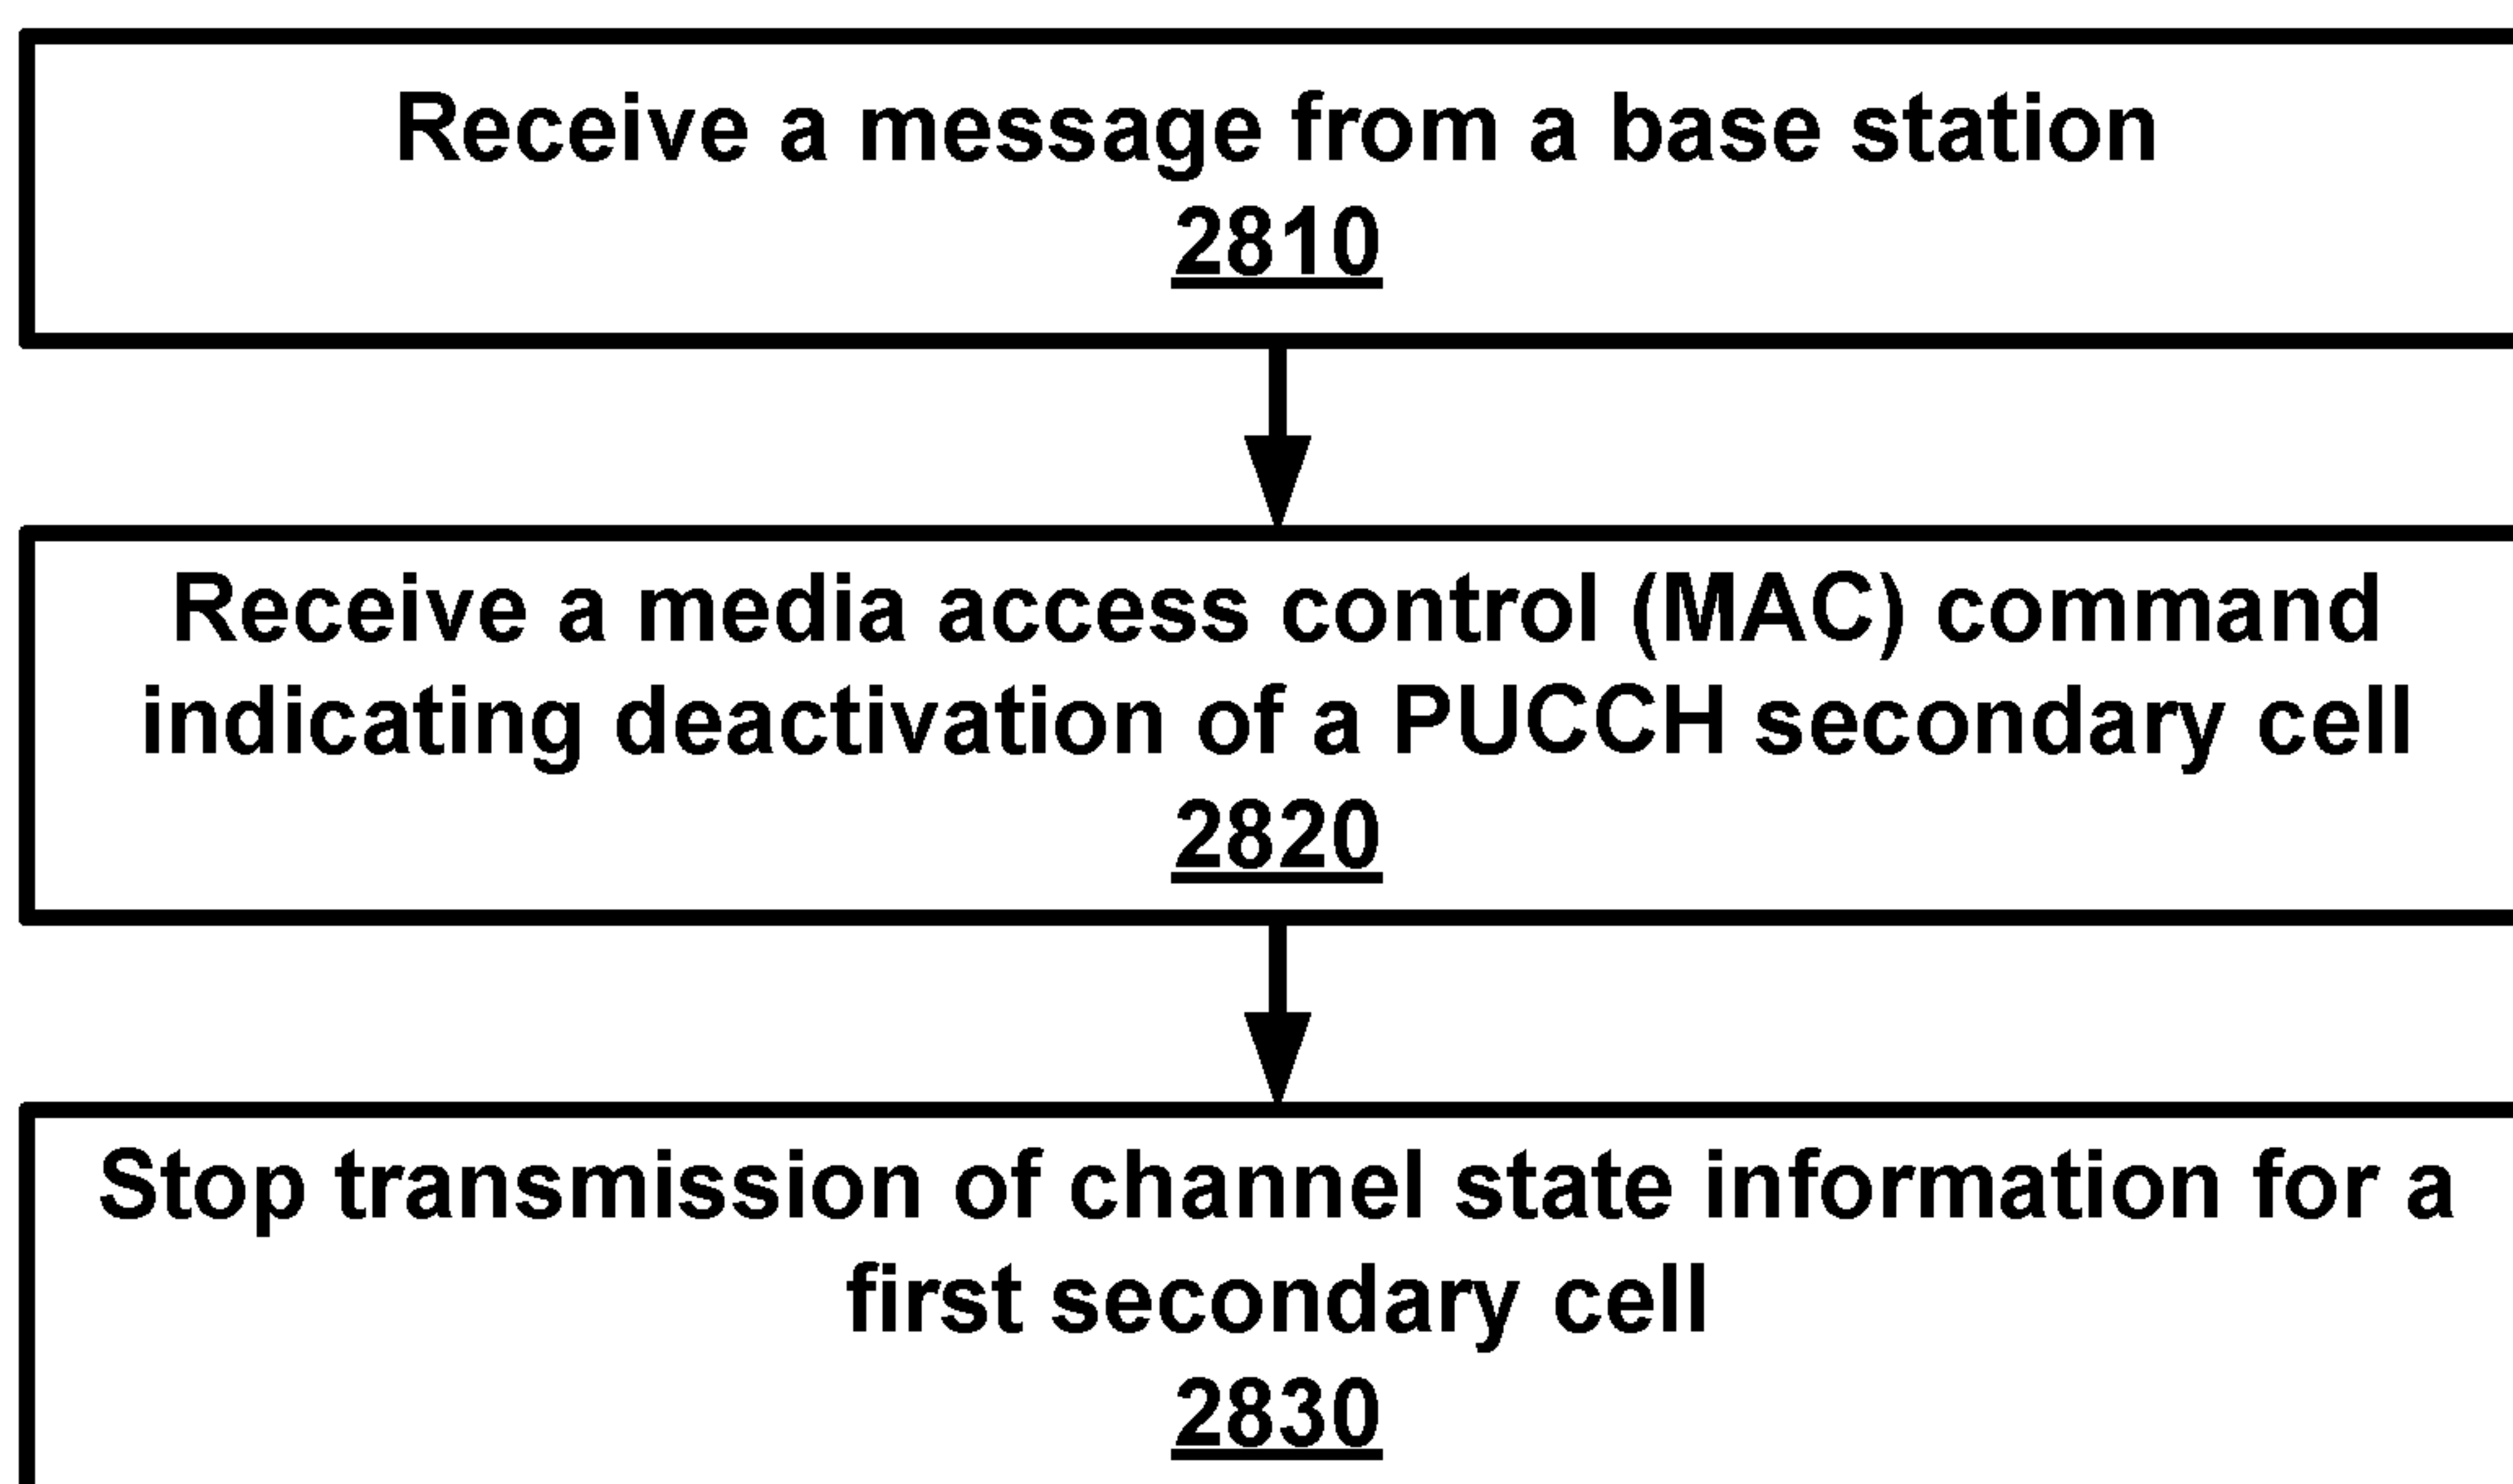 Receive a message from a base station
2810
Receive a media access control (MAC) command
indicating deactivation of a PUCCH secondary cell
2820
Stop transmission of channel state information for a
first secondary cell
2830